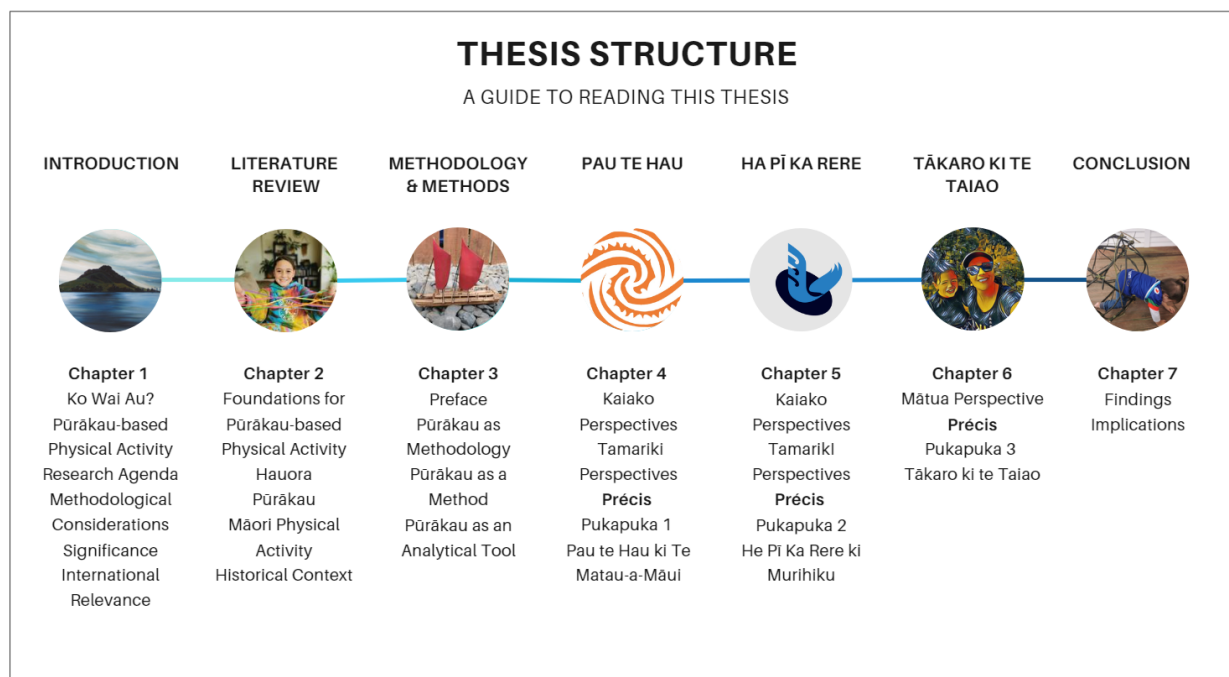 THESIS STRUCTURE
A GUIDE TO READING THIS THESIS
INTRODUCTION
LITERATURE
REVIEW
METHODOLOGY
& METHODS
PAU TE HAU
HA PĪ KA RERE
TĀKARO KI TE
TAIAO
CONCLUSION
Chapter 1
Ko Wai Au?
Pūrākau-based
Physical Activity
Research Agenda
Methodological
Considerations
Significance
International
Relevance
Chapter 2
Foundations for
Pūrākau-based
Physical Activity
Hauora
Pūrākau
Māori Physical
Activity
Historical Context
Chapter 3
Preface
Pūrākau as
Methodology
Pūrākau as a
Method
Pūrākau as an
Analytical Tool
Chapter 4
Kaiako
Perspectives
Tamariki
Perspectives
Précis
Pukapuka 1
Pau te Hau ki Te
Matau-a-Māui
Chapter 5
Kaiako
Perspectives
TamarikI
Perspectives
Précis
Pukapuka 2
He Pī Ka Rere ki
Murihiku
Chapter 6
Mātua Perspective
Précis
Pukapuka 3
Tākaro ki te Taiao
Chapter 7
Findings
Implications